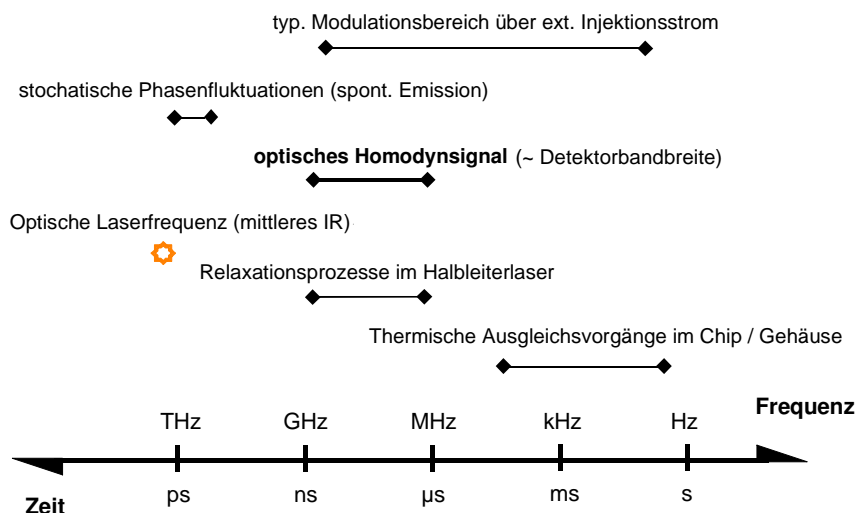 typ. Modulationsbereich über ext. Injektionsstrom
stochatische Phasenfluktuationen (spont. Emission)
optisches Homodynsignal (~ Detektorbandbreite)
Optische Laserfrequenz (mittleres IR)
Relaxationsprozesse im Halbleiterlaser
Thermische Ausgleichsvorgänge im Chip / Gehäuse
THz GHz MHz kHz Hz Frequenz
Zeit ps ns µs ms s